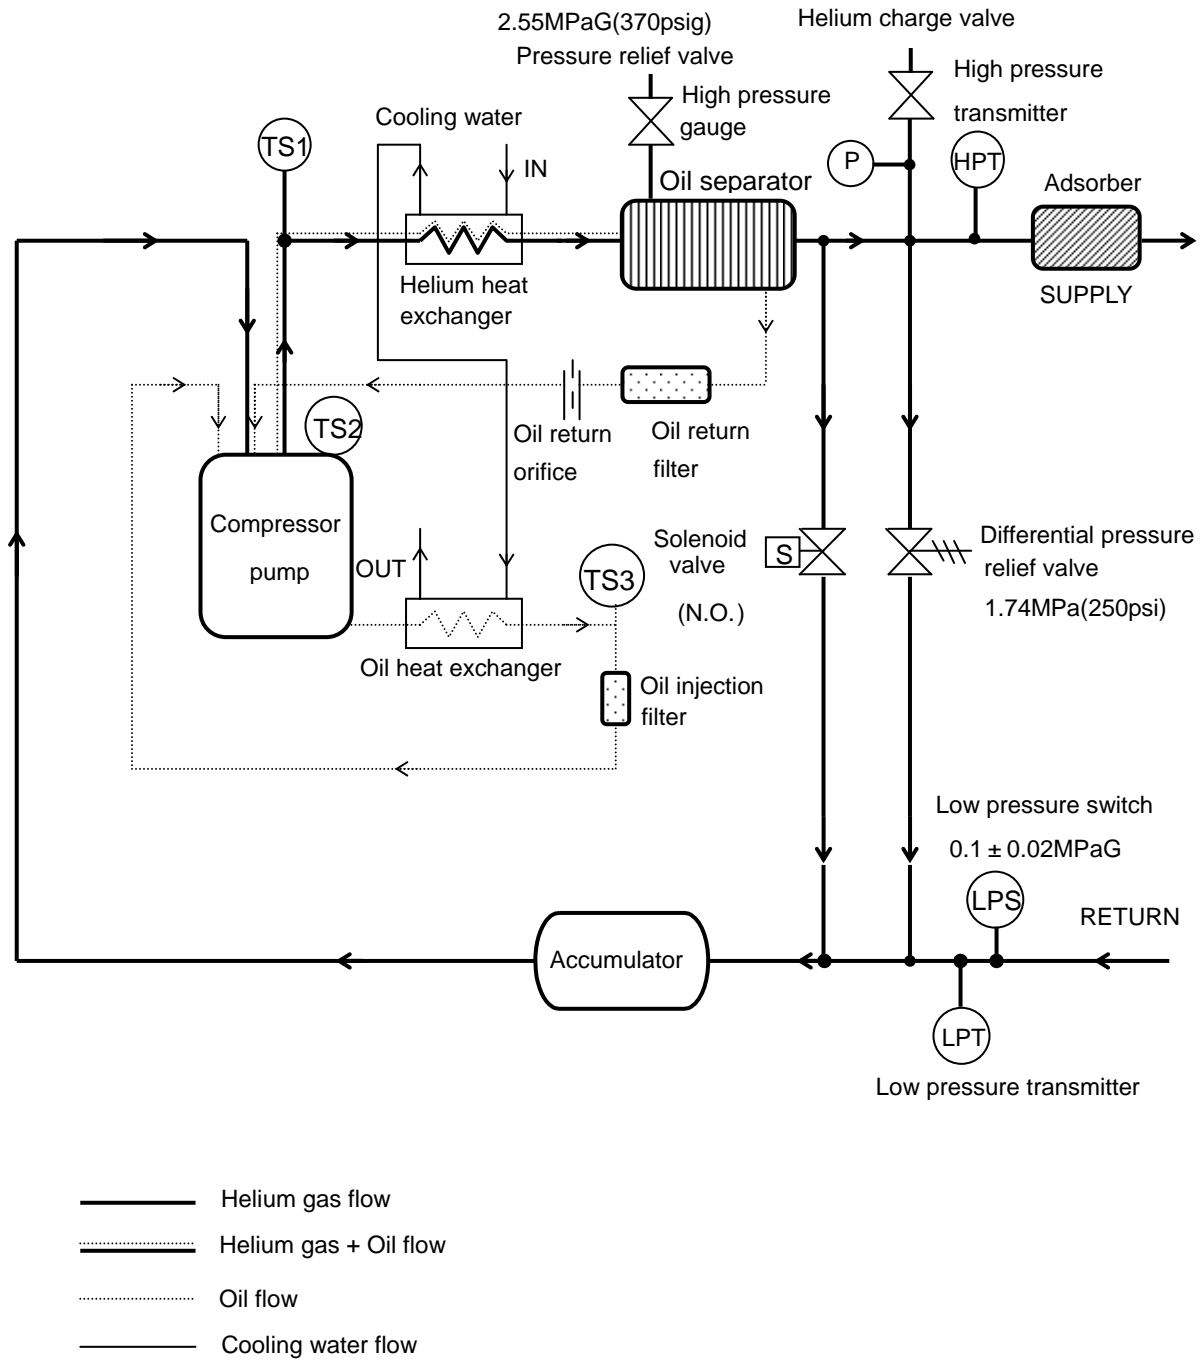 2.55MPaG(370psig)
Pressure relief valve
Helium charge valve
High pressure
transmitter
High pressure
gauge
Cooling water
IN
TS1
P
HPT
Oil separator
Adsorber
SUPPLY
Helium heat
exchanger
TS2
Oil return
orifice
Oil return
filter
Compressor
pump
OUT
TS3
Solenoid
valve
(N.O.)
S
Differential pressure
relief valve
1.74MPa(250psi)
Oil heat exchanger
Oil injection
filter
Low pressure switch
0.1 ± 0.02MPaG
LPS
RETURN
Accumulator
LPT
Low pressure transmitter
Helium gas flow
Helium gas + Oil flow
Oil flow
Cooling water flow